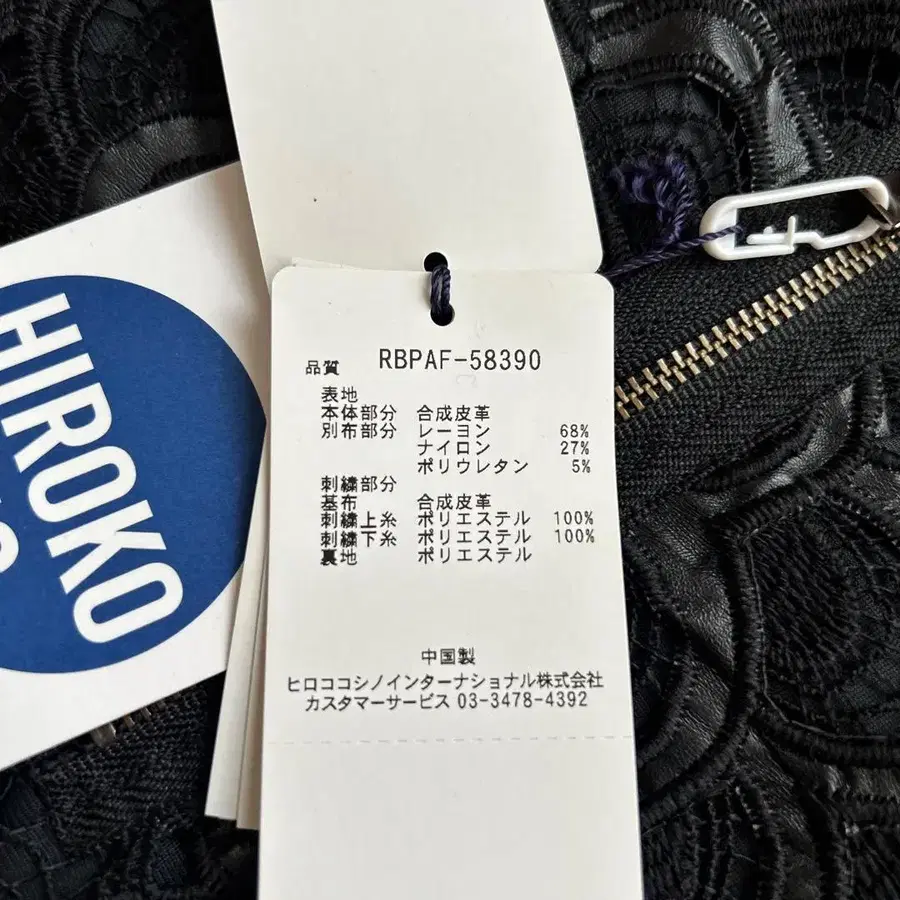 HIROKO
品質 RBPAF-58390
表地
本体部分 合成皮革
別布部分 レーヨン 68%
ナイロン 27%
ポリウレタン 5%
刺繍部分
基布 合成皮革
刺繍上糸 ポリエステル 100%
刺繍下糸 ポリエステル 100%
裏地 ポリエステル
中国製
ヒロココシノインターナショナル株式会社
カスタマーサービス 03-3478-4392